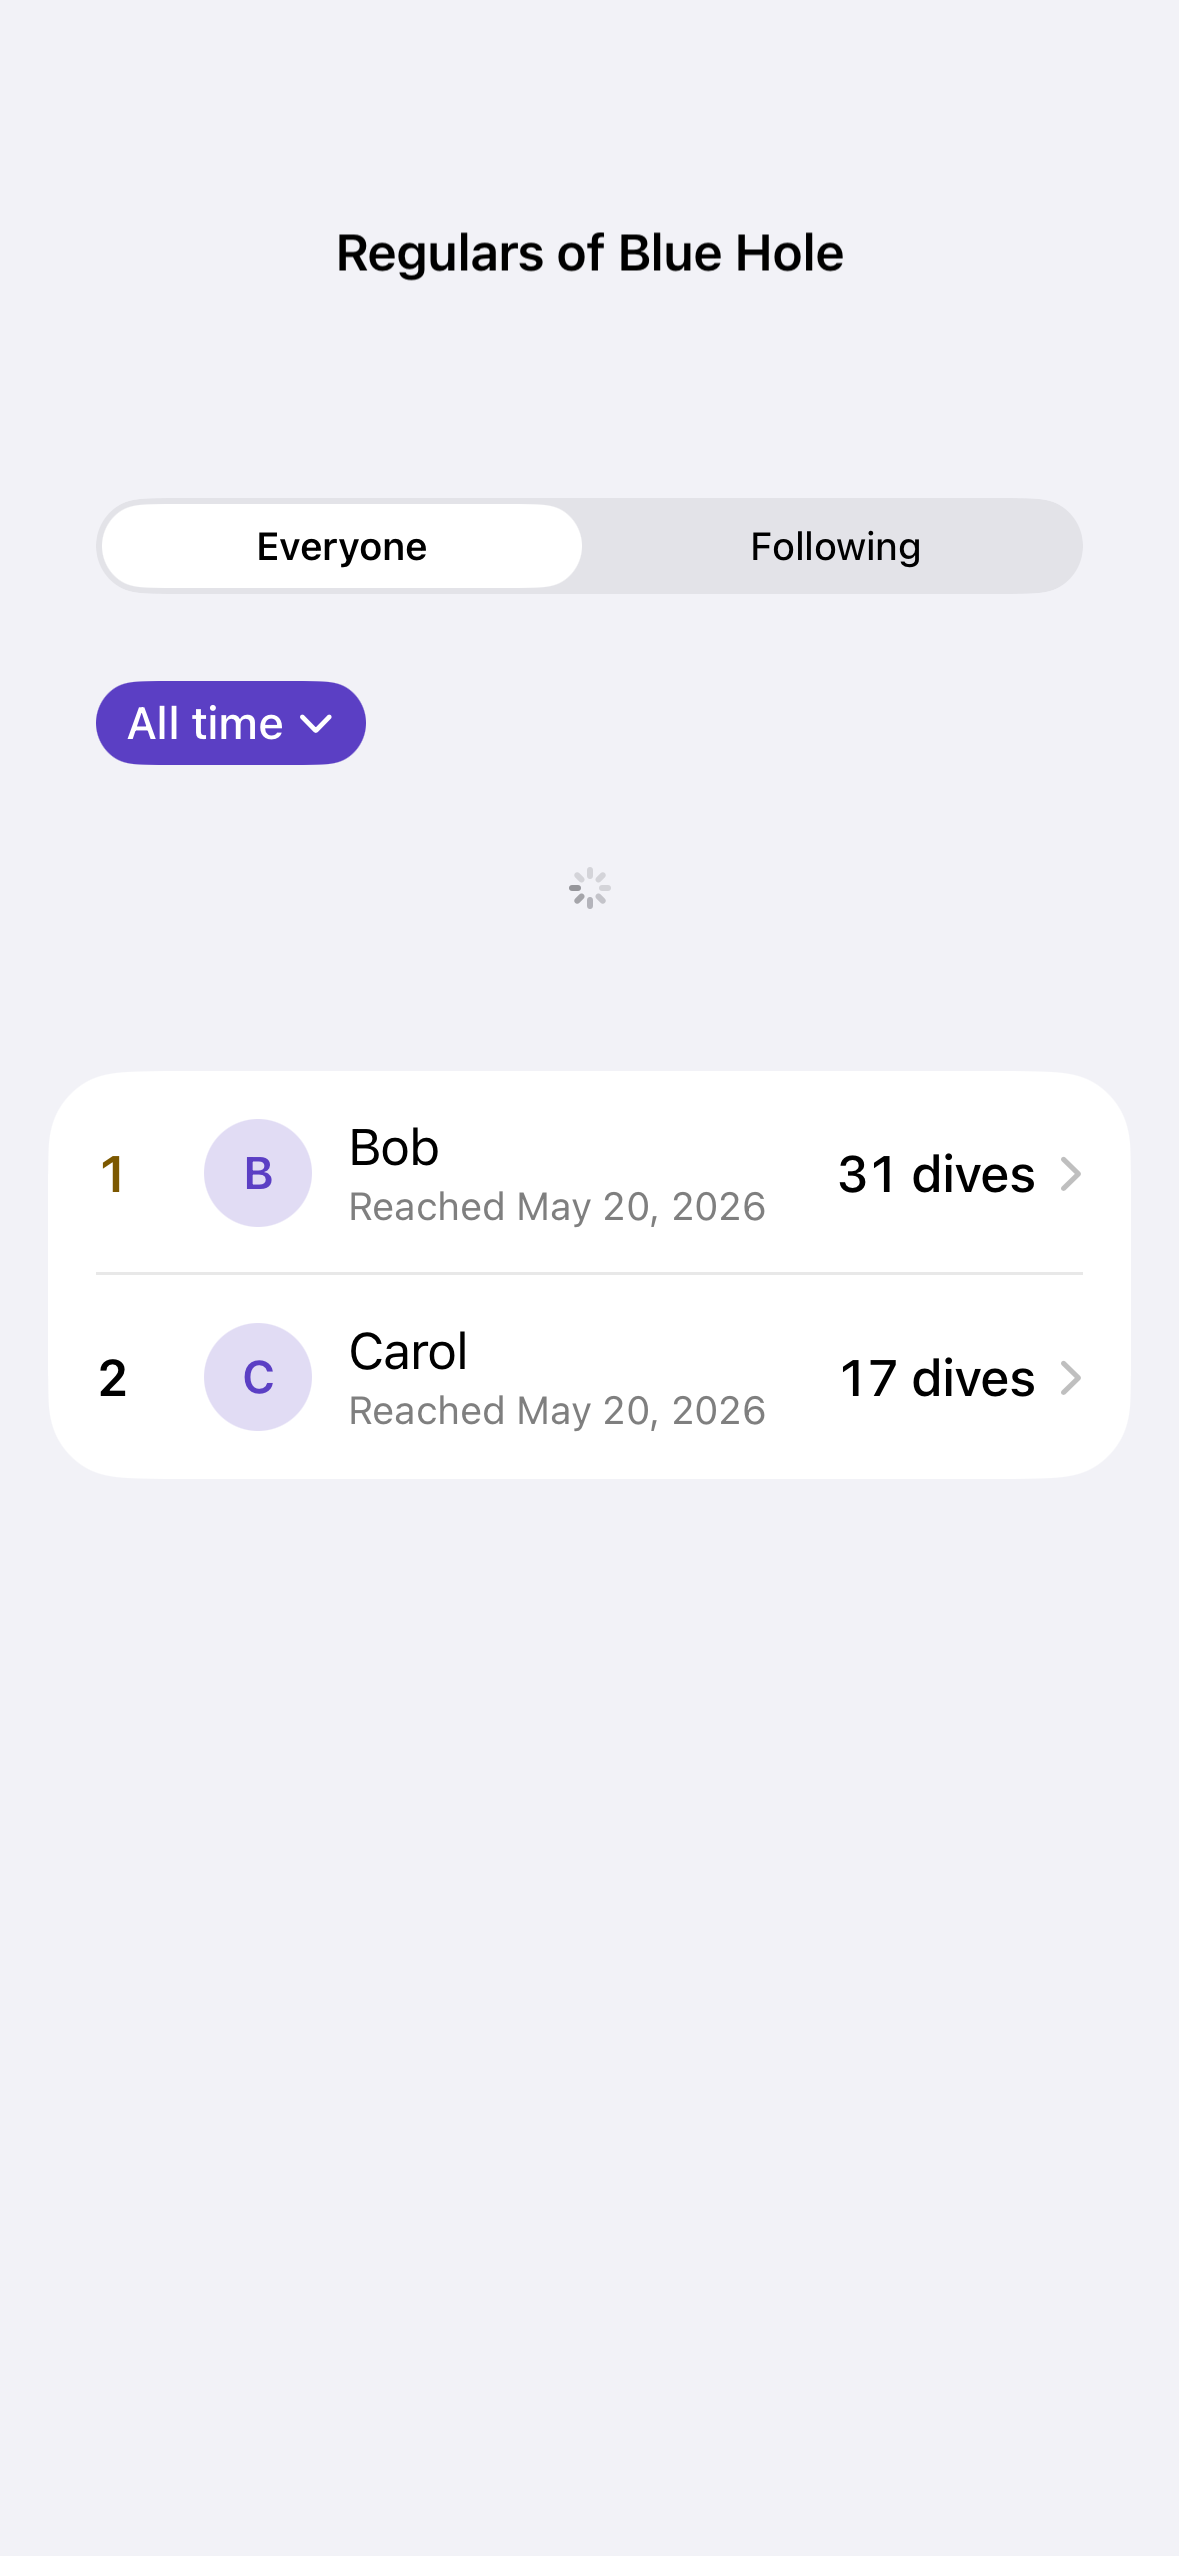 Regulars of Blue Hole
Everyone
Following
All time
1
B
Bob
Reached May 20, 2026
31 dives
2
C
Carol
Reached May 20, 2026
17 dives